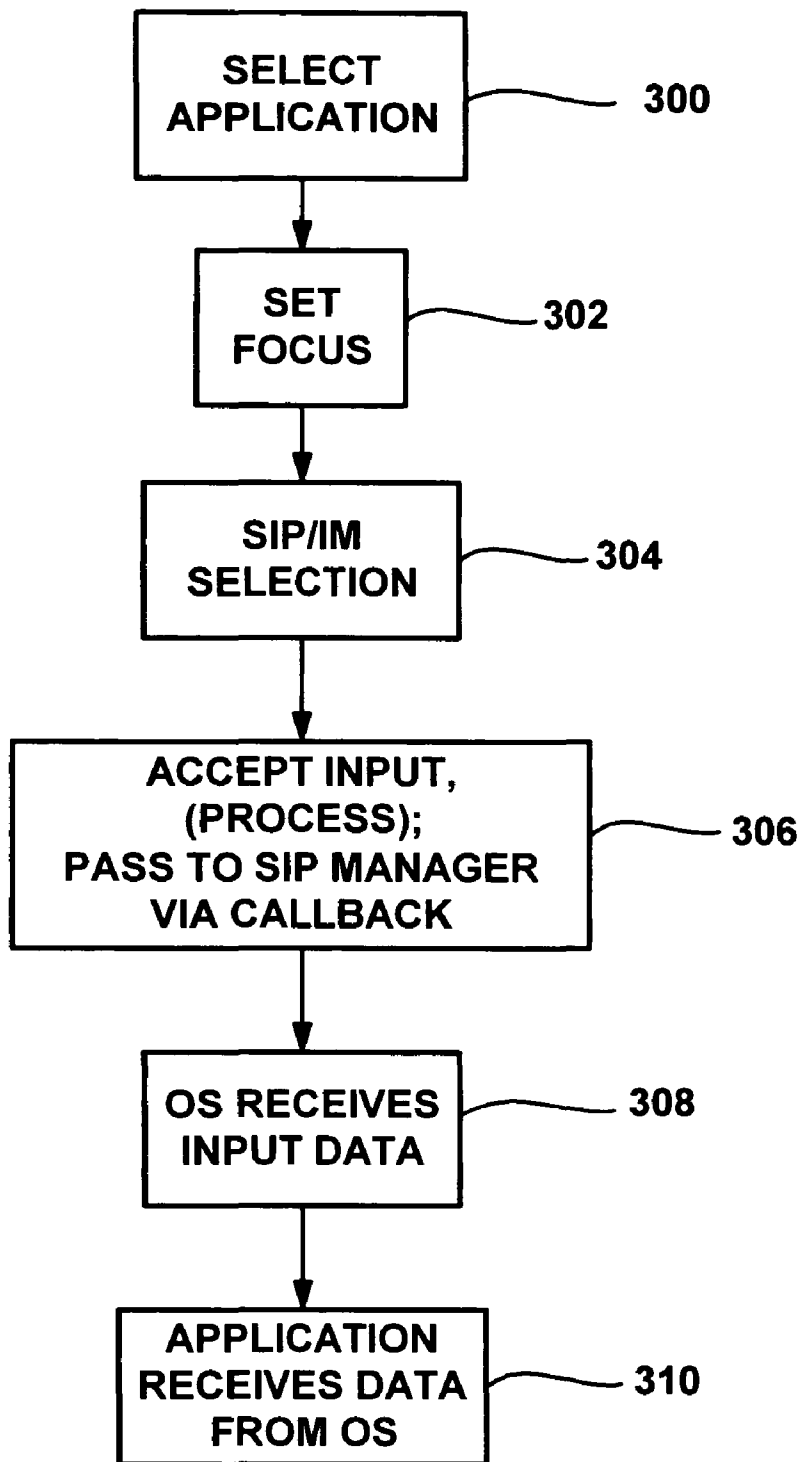 SELECT
APPLICATION
300
SET
FOCUS
302
SIP/IM
SELECTION
304
ACCEPT INPUT,
(PROCESS);
PASS TO SIP MANAGER
VIA CALLBACK
306
OS RECEIVES
INPUT DATA
308
APPLICATION
RECEIVES DATA
FROM OS
310